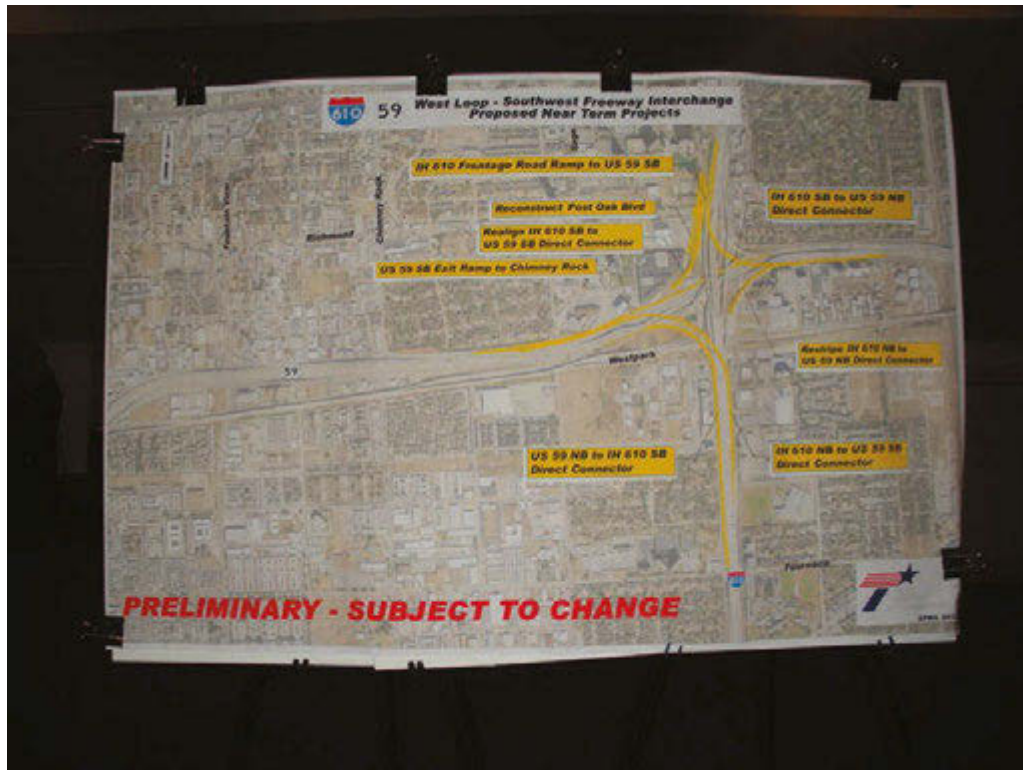 610 59 West Loop - Southwest Freeway Interchange
Proposed Near Term Projects
IH 610 Frontage Road Ramp to US 59 SB
Reconstruct Post Oak Blvd
Realign IH 610 SB to
US 59 SB Direct Connector
US 59 SB Exit Ramp to Chimney Rock
IH 610 SB to US 59 NB
Direct Connector
Fountain View
Chimney Rock
Richmond
59
Westpark
Restripe IH 610 NB to
US 59 NB Direct Connector
US 59 NB to IH 610 SB
Direct Connector
IH 610 NB to US 59 SB
Direct Connector
610
PRELIMINARY - SUBJECT TO CHANGE